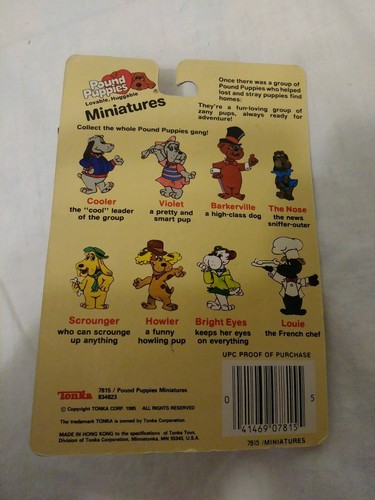 Pound
Puppies
Lovable, Huggable
Miniatures
Once there was a group of
Pound Puppies who helped
lost and stray puppies find
homes:
They're a fun-loving group of
zany pups, always ready for
adventure!
Collect the whole Pound Puppies gang!
Cooler
the "cool" leader
of the group
Violet
a pretty and
smart pup
Barkerville
a high-class dog
The Nose
the news
sniffer-outer
Scrounger
who can scrounge
up anything
Howler
a funny
howling pup
Bright Eyes
keeps her eyes
on everything
Louie
the French chef
UPC PROOF OF PURCHASE
Tonka
7815 / Pound Puppies Miniatures
834823
© Copyright TONKA CORP. 1985 ALL RIGHTS RESERVED
The trademark TONKA is owned by Tonka Corporation.
MADE IN HONG KONG to the specifications of Tonka Toys,
Division of Tonka Corporation, Minnetonka, MN 55343, U.S.A.
0 41469 07815 5
7815 /MINIATURES